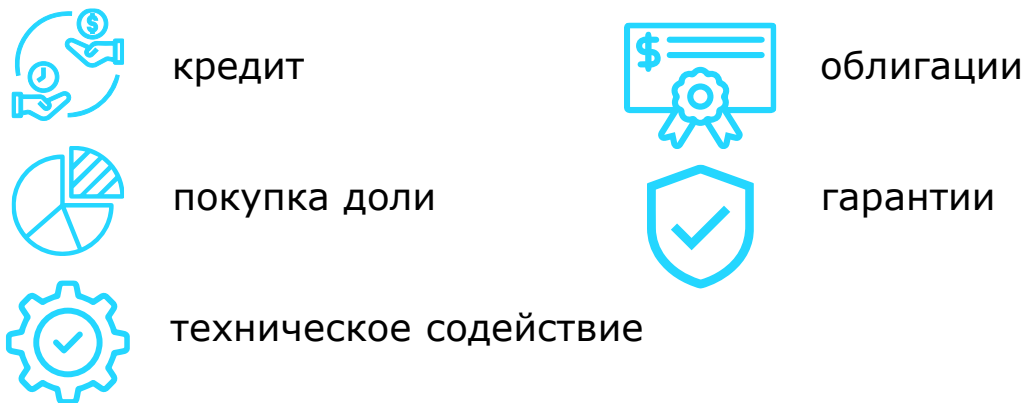 кредит
облигации
покупка доли
гарантии
техническое содействие